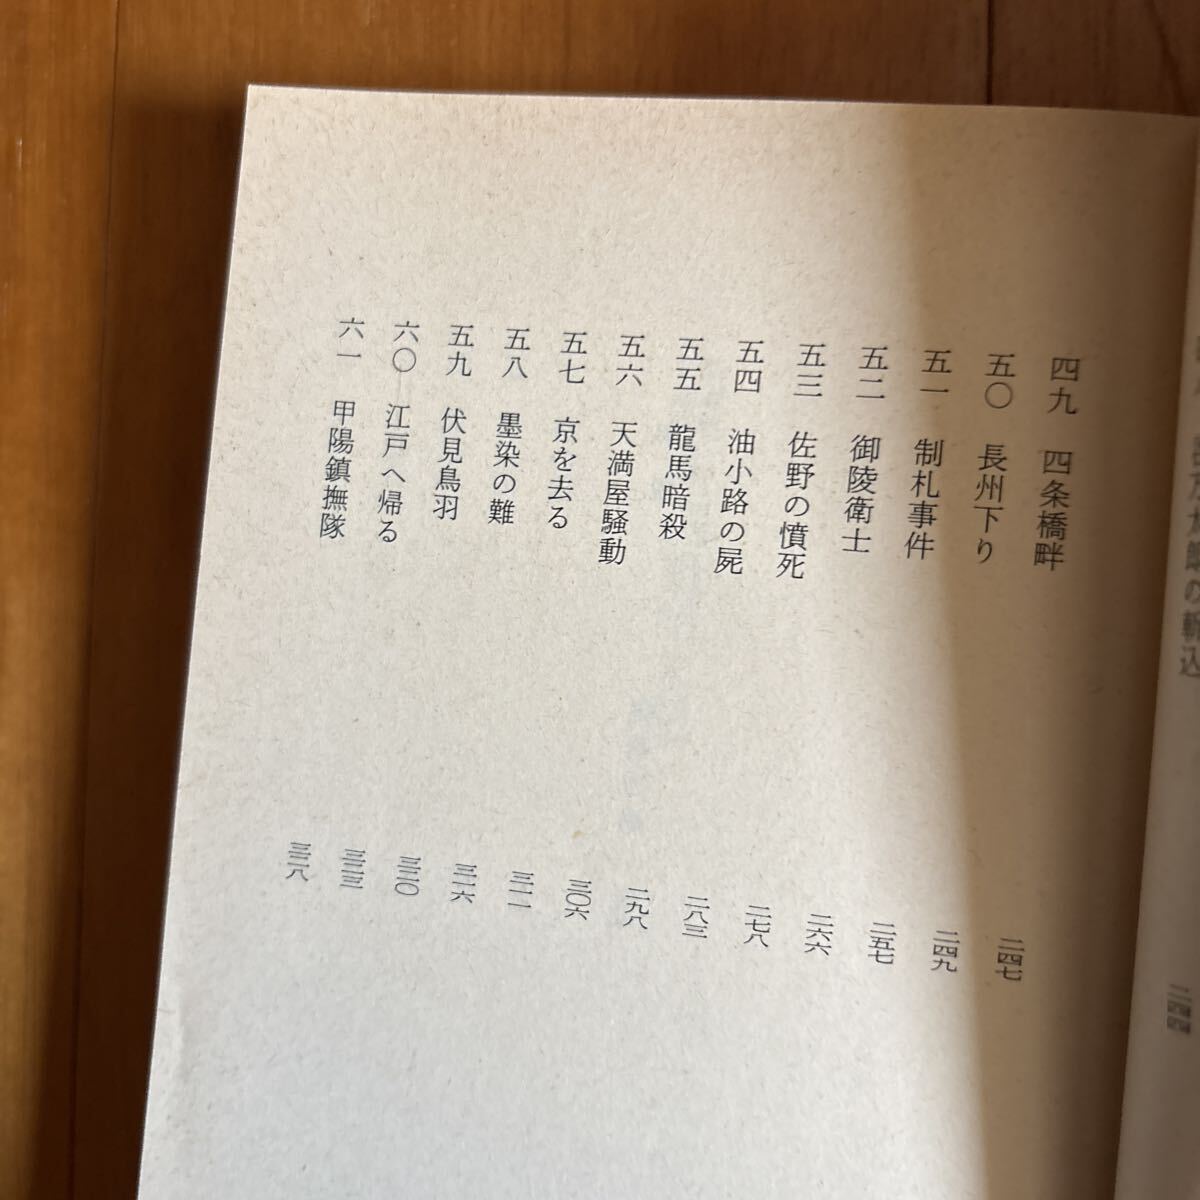 四九 四条橋畔 二四七
五〇 長州下り 二四九
五一 制札事件 二五七
五二 御陵衛士 二六六
五三 佐野の憤死 二七八
五四 油小路の屍 二八三
五五 龍馬暗殺 二九八
五六 天満屋騒動 三〇六
五七 京を去る 三一一
五八 墨染の難 三一六
五九 伏見鳥羽 三二〇
六〇 江戸へ帰る 三二三
六一 甲陽鎮撫隊 三二八